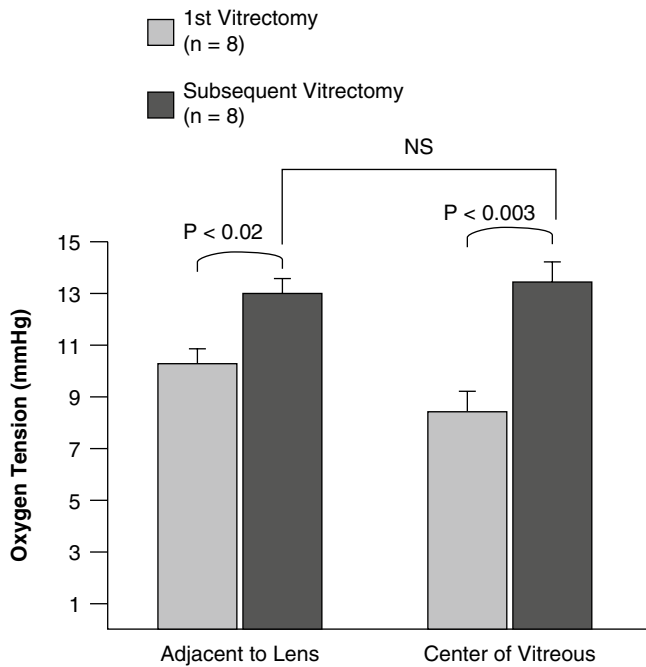 1st Vitrectomy
(n = 8)
Subsequent Vitrectomy
(n = 8)
NS
P < 0.02
P < 0.003
15
13
11
9
7
5
3
1
Oxygen Tension (mmHg)
Adjacent to Lens
Center of Vitreous